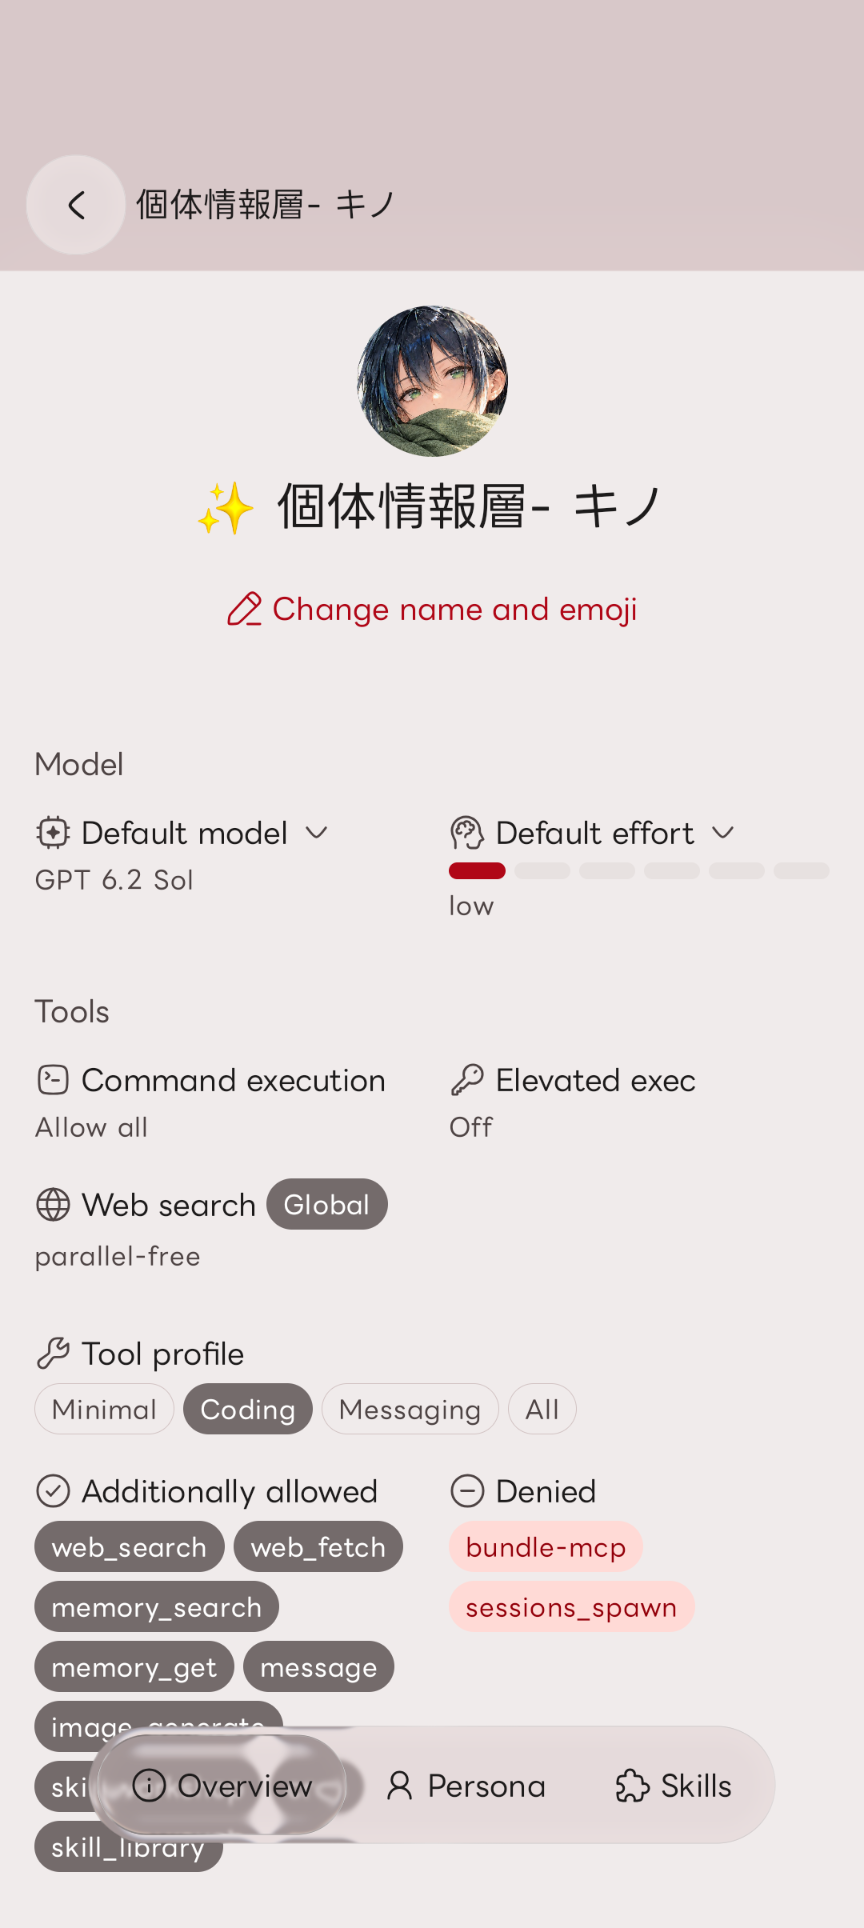 個体情報層- キノ
✨ 個体情報層- キノ
Change name and emoji
Model
Default model
GPT 6.2 Sol
Default effort
low
Tools
Command execution
Allow all
Elevated exec
Off
Web search Global
parallel-free
Tool profile
Minimal Coding Messaging All
Additionally allowed
web_search web_fetch
memory_search
memory_get message
image_generate
skill_library
Denied
bundle-mcp
sessions_spawn
Overview Persona Skills